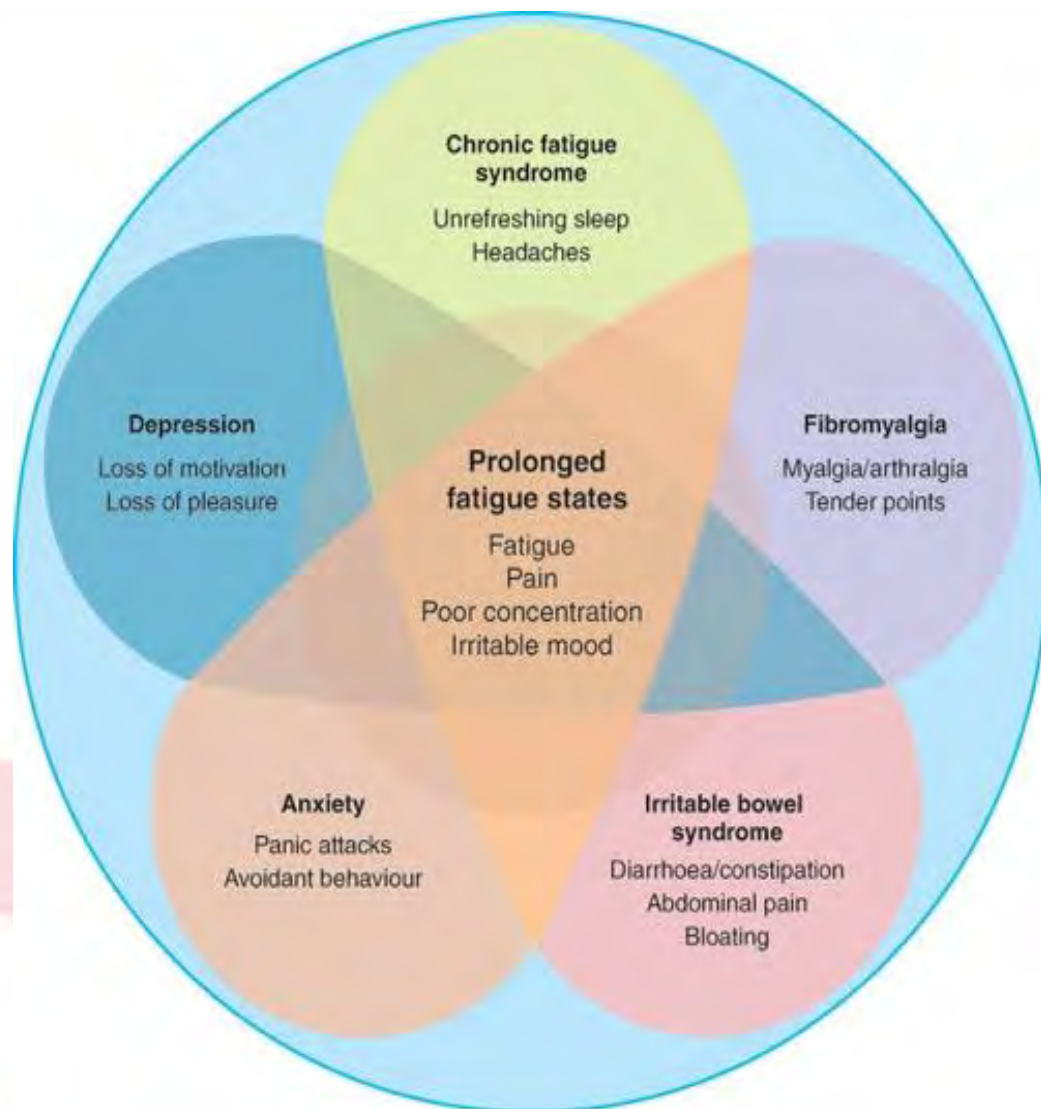 Chronic fatigue
syndrome
Unrefreshing sleep
Headaches
Depression
Loss of motivation
Loss of pleasure
Prolonged
fatigue states
Fatigue
Pain
Poor concentration
Irritable mood
Fibromyalgia
Myalgia/arthralgia
Tender points
Anxiety
Panic attacks
Avoidant behaviour
Irritable bowel
syndrome
Diarrhoea/constipation
Abdominal pain
Bloating